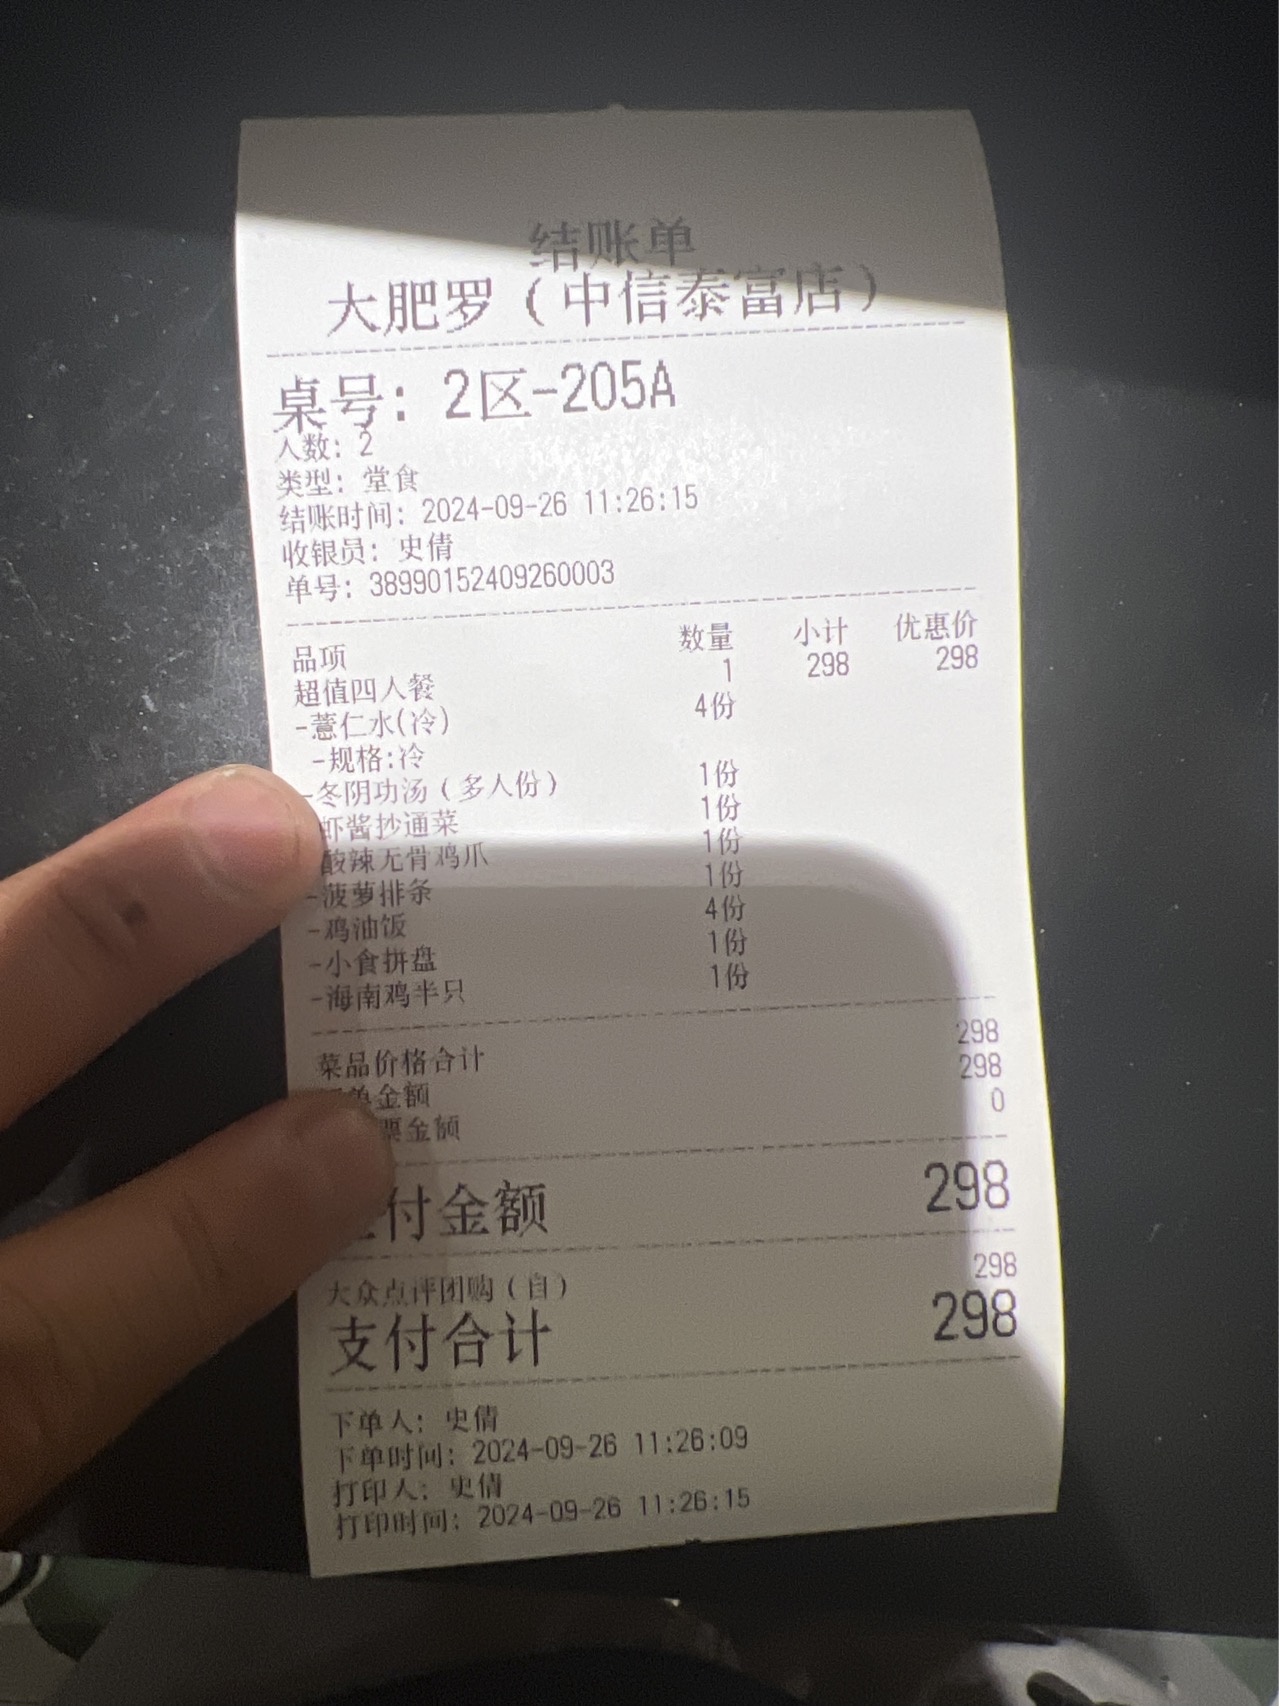 结账单
大肥罗（中信泰富店）
桌号：2区-205A
人数：2
类型：堂食
结账时间：2024-09-26 11:26:15
收银员：史倩
单号：38990152409260003
品项 数量 小计 优惠价
超值四人餐 1 298 298
-薏仁水(冷) 4份
-规格:冷
-冬阴功汤（多人份） 1份
虾酱抄通菜 1份
酸辣无骨鸡爪 1份
-菠萝排条 1份
-鸡油饭 4份
-小食拼盘 1份
-海南鸡半只 1份
菜品价格合计 298
金额 298
票金额 0
付金额 298
大众点评团购（自） 298
支付合计 298
下单人：史倩
下单时间：2024-09-26 11:26:09
打印人：史倩
打印时间：2024-09-26 11:26:15